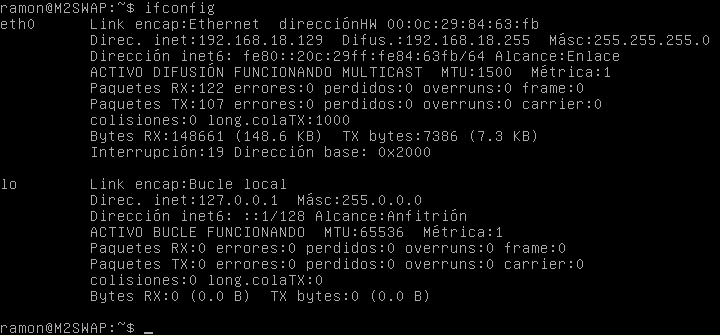 ramon@M2SWAP:~$ ifconfig
eth0      Link encap:Ethernet  direcciónHW 00:0c:29:84:63:fb
          Direc. inet:192.168.18.129  Difus.:192.168.18.255  Másc:255.255.255.0
          Dirección inet6: fe80::20c:29ff:fe84:63fb/64 Alcance:Enlace
          ACTIVO DIFUSIÓN FUNCIONANDO MULTICAST  MTU:1500  Métrica:1
          Paquetes RX:122 errores:0 perdidos:0 overruns:0 frame:0
          Paquetes TX:107 errores:0 perdidos:0 overruns:0 carrier:0
          colisiones:0 long.colaTX:1000
          Bytes RX:148661 (148.6 KB)  TX bytes:7386 (7.3 KB)
          Interrupción:19 Dirección base: 0x2000

lo        Link encap:Bucle local
          Direc. inet:127.0.0.1  Másc:255.0.0.0
          Dirección inet6: ::1/128 Alcance:Anfitrión
          ACTIVO BUCLE FUNCIONANDO  MTU:65536  Métrica:1
          Paquetes RX:0 errores:0 perdidos:0 overruns:0 frame:0
          Paquetes TX:0 errores:0 perdidos:0 overruns:0 carrier:0
          colisiones:0 long.colaTX:0
          Bytes RX:0 (0.0 B)  TX bytes:0 (0.0 B)

ramon@M2SWAP:~$ _